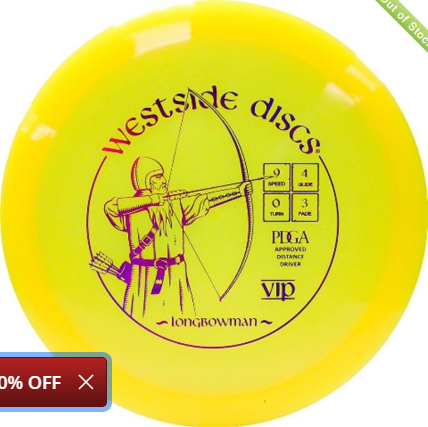 Out of Stoc
WESTSIDE DISCS
9 4
SPEED GLIDE
0 3
TURN FADE
PDGA
APPROVED
DISTANCE
DRIVER
VIP
~LONGBOWMAN~
0% OFF